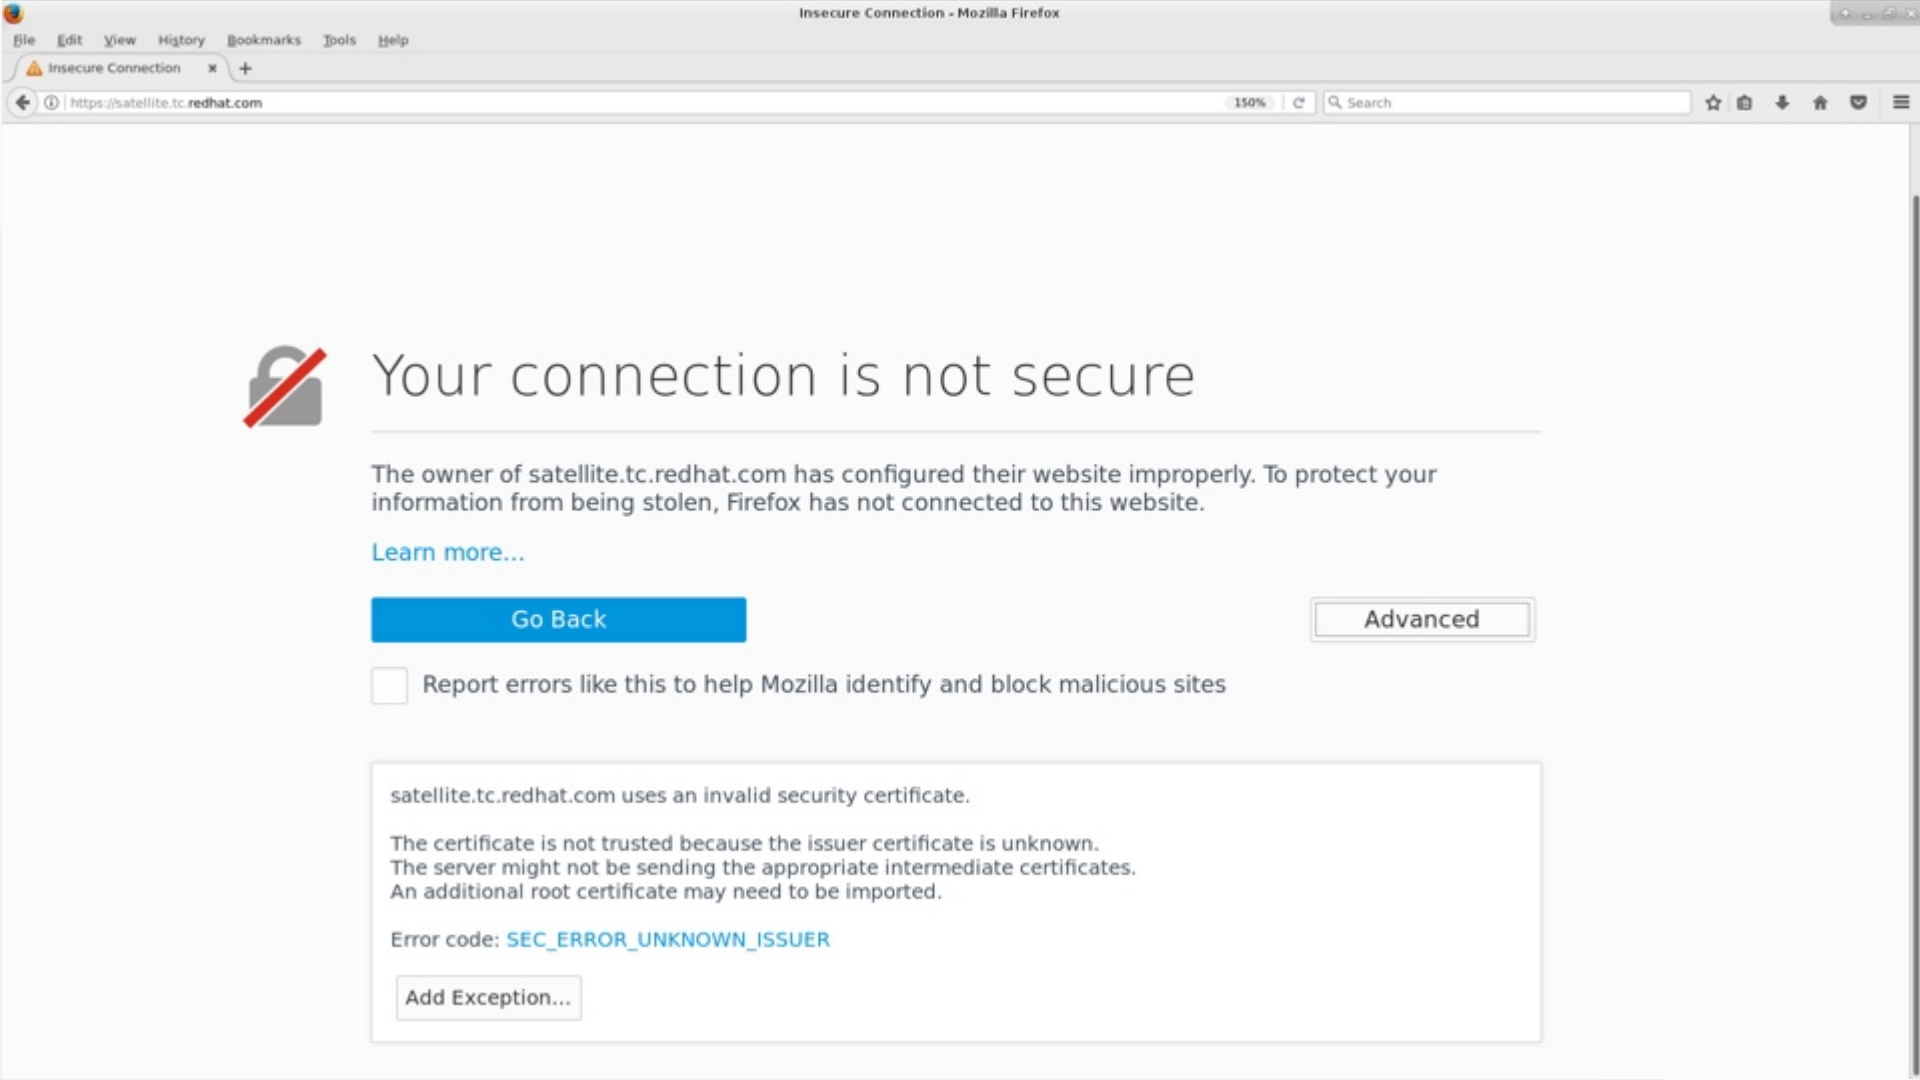 Insecure Connection - Mozilla Firefox
File Edit View History Bookmarks Tools Help
Insecure Connection
https://satellite.tc.redhat.com 150% Search
Your connection is not secure
The owner of satellite.tc.redhat.com has configured their website improperly. To protect your
information from being stolen, Firefox has not connected to this website.
Learn more...
Go Back Advanced
Report errors like this to help Mozilla identify and block malicious sites
satellite.tc.redhat.com uses an invalid security certificate.
The certificate is not trusted because the issuer certificate is unknown.
The server might not be sending the appropriate intermediate certificates.
An additional root certificate may need to be imported.
Error code: SEC_ERROR_UNKNOWN_ISSUER
Add Exception...